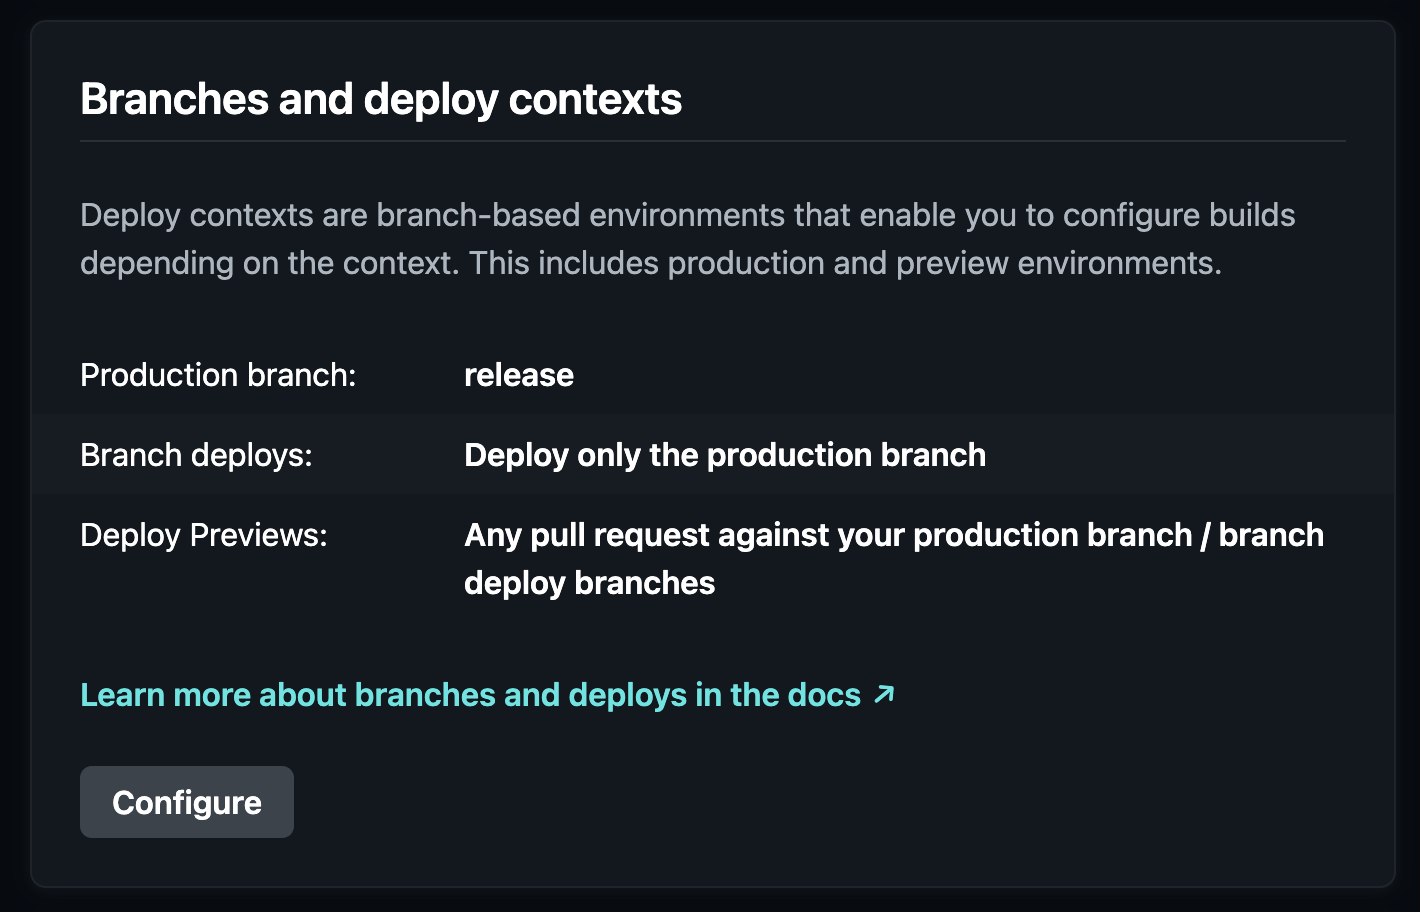 Branches and deploy contexts
Deploy contexts are branch-based environments that enable you to configure builds
depending on the context. This includes production and preview environments.
Production branch: release
Branch deploys: Deploy only the production branch
Deploy Previews: Any pull request against your production branch / branch
deploy branches
Learn more about branches and deploys in the docs ↗
Configure